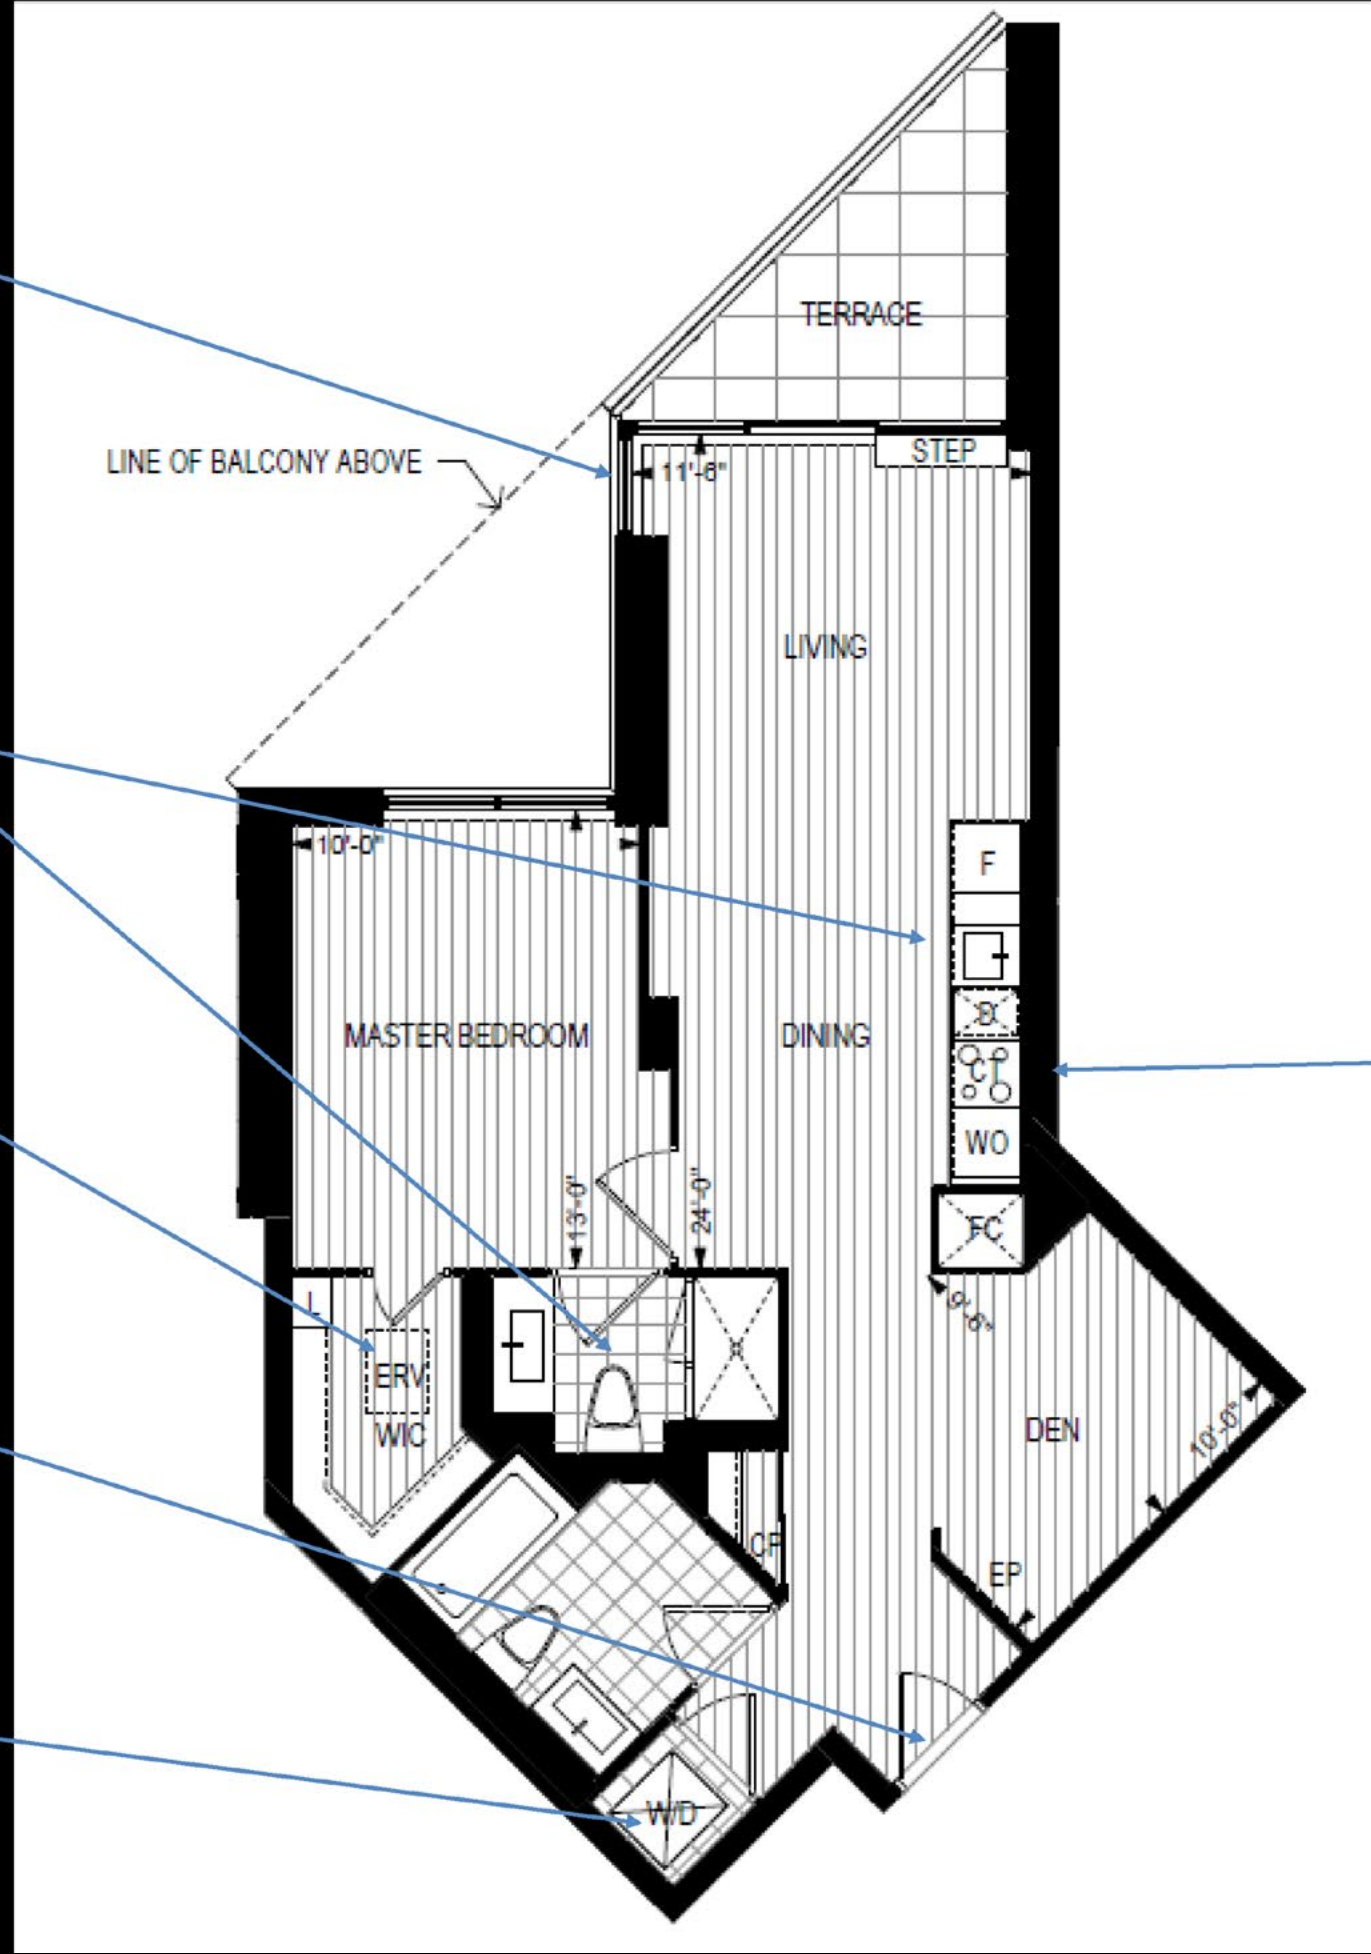 TERRACE
LINE OF BALCONY ABOVE
STEP
11'-6"
LIVING
10'-0"
F
MASTER BEDROOM
DINING
D
CT
WO
13'-0"
24'-0"
FC
L
9'-6"
ERV
WIC
DEN
10'-0"
CP
EP
W/D